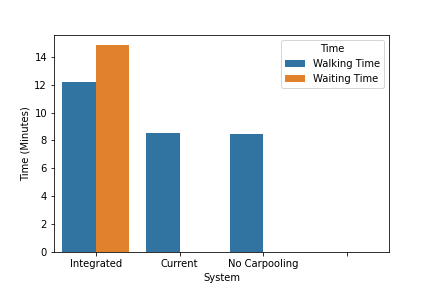 Time
Walking Time
Waiting Time
Time (Minutes)
14
12
10
8
6
4
2
0
Integrated
Current
No Carpooling
System